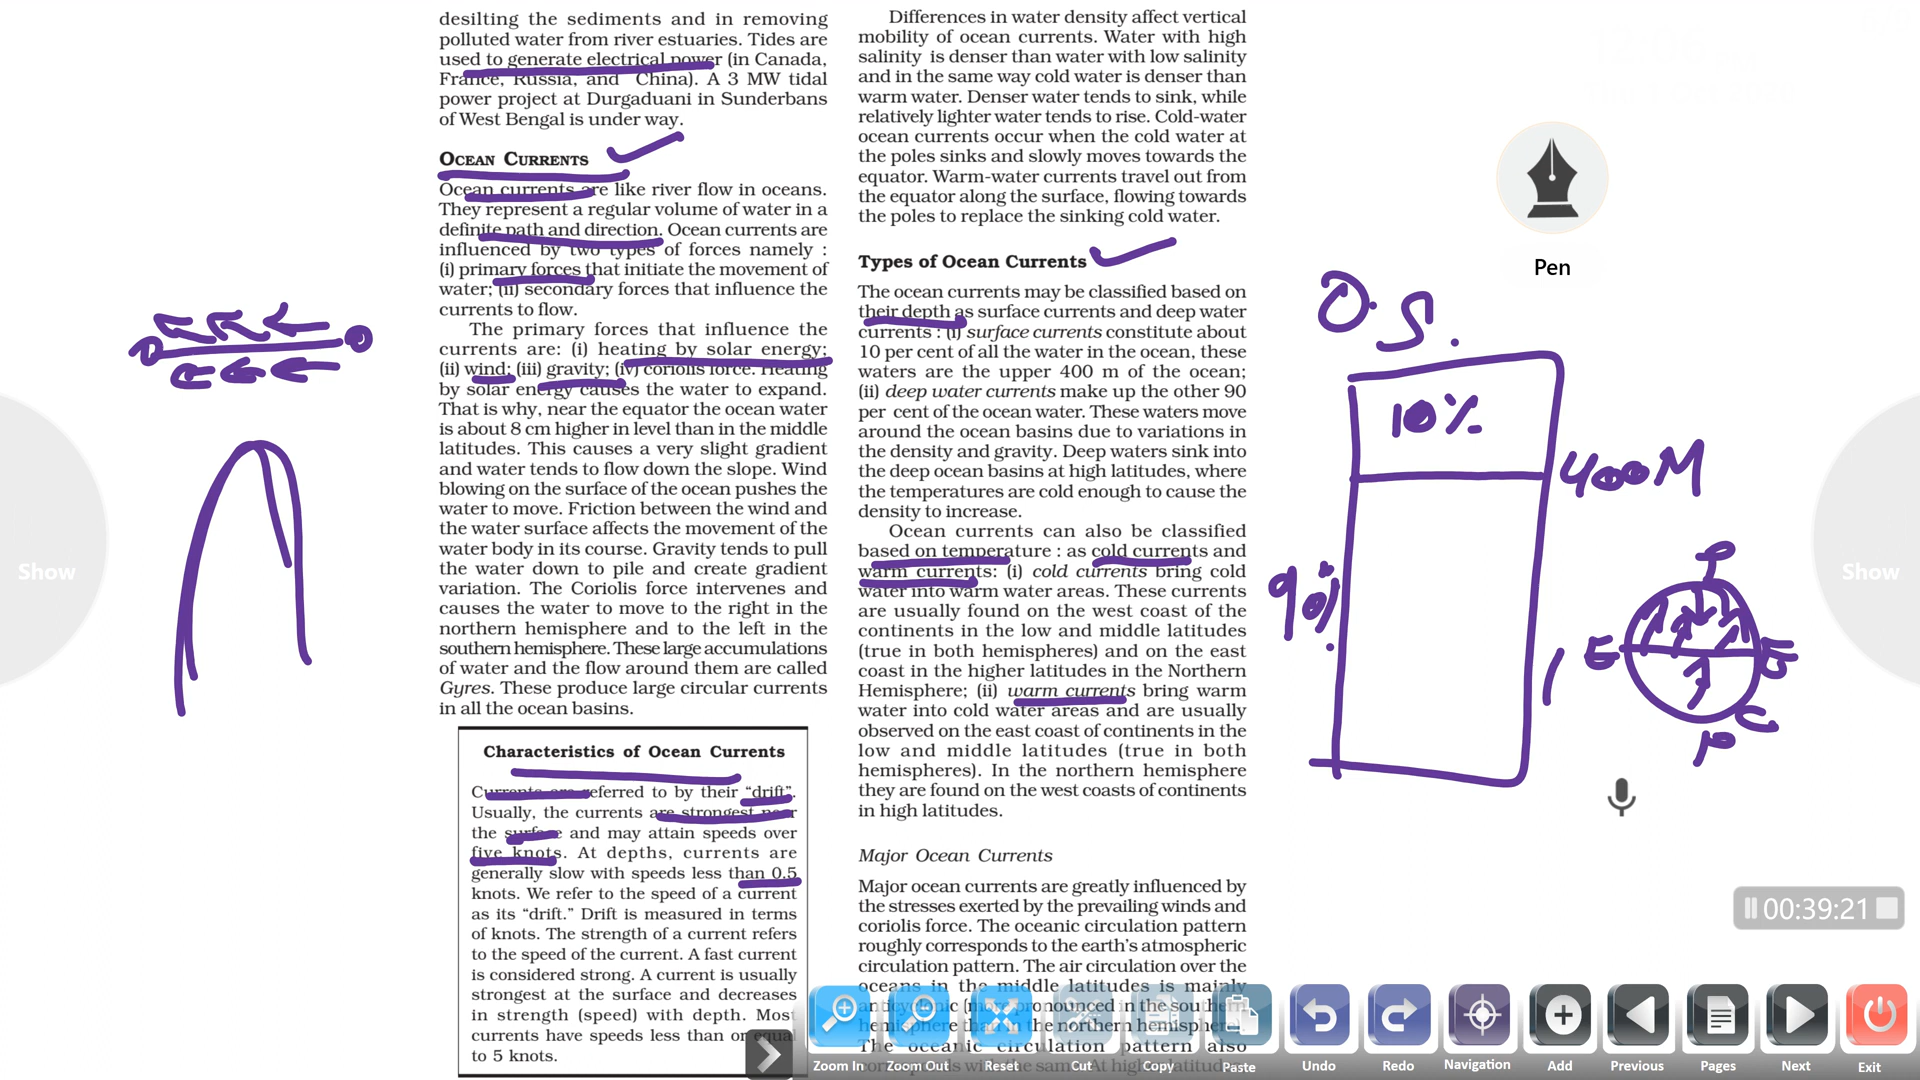 desilting the sediments and in removing
polluted water from river estuaries. Tides are
used to generate electrical power (in Canada,
France, Russia, and China). A 3 MW tidal
power project at Durgaduani in Sunderbans
of West Bengal is under way.
OCEAN CURRENTS
Ocean currents are like river flow in oceans.
They represent a regular volume of water in a
definite path and direction. Ocean currents are
influenced by two types of forces namely :
(i) primary forces that initiate the movement of
water; (ii) secondary forces that influence the
currents to flow.
The primary forces that influence the
currents are: (i) heating by solar energy;
(ii) wind; (iii) gravity; (iv) coriolis force. Heating
by solar energy causes the water to expand.
That is why, near the equator the ocean water
is about 8 cm higher in level than in the middle
latitudes. This causes a very slight gradient
and water tends to flow down the slope. Wind
blowing on the surface of the ocean pushes the
water to move. Friction between the wind and
the water surface affects the movement of the
water body in its course. Gravity tends to pull
the water down to pile and create gradient
variation. The Coriolis force intervenes and
causes the water to move to the right in the
northern hemisphere and to the left in the
southern hemisphere. These large accumulations
of water and the flow around them are called
Gyres. These produce large circular currents
in all the ocean basins.
Characteristics of Ocean Currents
Currents are referred to by their “drift”.
Usually, the currents are strongest near
the surface and may attain speeds over
five knots. At depths, currents are
generally slow with speeds less than 0.5
knots. We refer to the speed of a current
as its “drift.” Drift is measured in terms
of knots. The strength of a current refers
to the speed of the current. A fast current
is considered strong. A current is usually
strongest at the surface and decreases
in strength (speed) with depth. Most
currents have speeds less than or equal
to 5 knots.
Differences in water density affect vertical
mobility of ocean currents. Water with high
salinity is denser than water with low salinity
and in the same way cold water is denser than
warm water. Denser water tends to sink, while
relatively lighter water tends to rise. Cold-water
ocean currents occur when the cold water at
the poles sinks and slowly moves towards the
equator. Warm-water currents travel out from
the equator along the surface, flowing towards
the poles to replace the sinking cold water.
Types of Ocean Currents
The ocean currents may be classified based on
their depth as surface currents and deep water
currents : (i) surface currents constitute about
10 per cent of all the water in the ocean, these
waters are the upper 400 m of the ocean;
(ii) deep water currents make up the other 90
per cent of the ocean water. These waters move
around the ocean basins due to variations in
the density and gravity. Deep waters sink into
the deep ocean basins at high latitudes, where
the temperatures are cold enough to cause the
density to increase.
Ocean currents can also be classified
based on temperature : as cold currents and
warm currents: (i) cold currents bring cold
water into warm water areas. These currents
are usually found on the west coast of the
continents in the low and middle latitudes
(true in both hemispheres) and on the east
coast in the higher latitudes in the Northern
Hemisphere; (ii) warm currents bring warm
water into cold water areas and are usually
observed on the east coast of continents in the
low and middle latitudes (true in both
hemispheres). In the northern hemisphere
they are found on the west coasts of continents
in high latitudes.
Major Ocean Currents
Major ocean currents are greatly influenced by
the stresses exerted by the prevailing winds and
coriolis force. The oceanic circulation pattern
roughly corresponds to the earth’s atmospheric
circulation pattern. The air circulation over the
oceans in the middle latitudes is mainly
anticyclonic (more pronounced in the southern
hemisphere than in the northern hemisphere).
The oceanic circulation pattern also
Pen
O.S.
10%
400M
90%
P
E E
P
Show
Show
00:39:21
Zoom In Zoom Out Reset Cut Copy Paste Undo Redo Navigation Add Previous Pages Next Exit